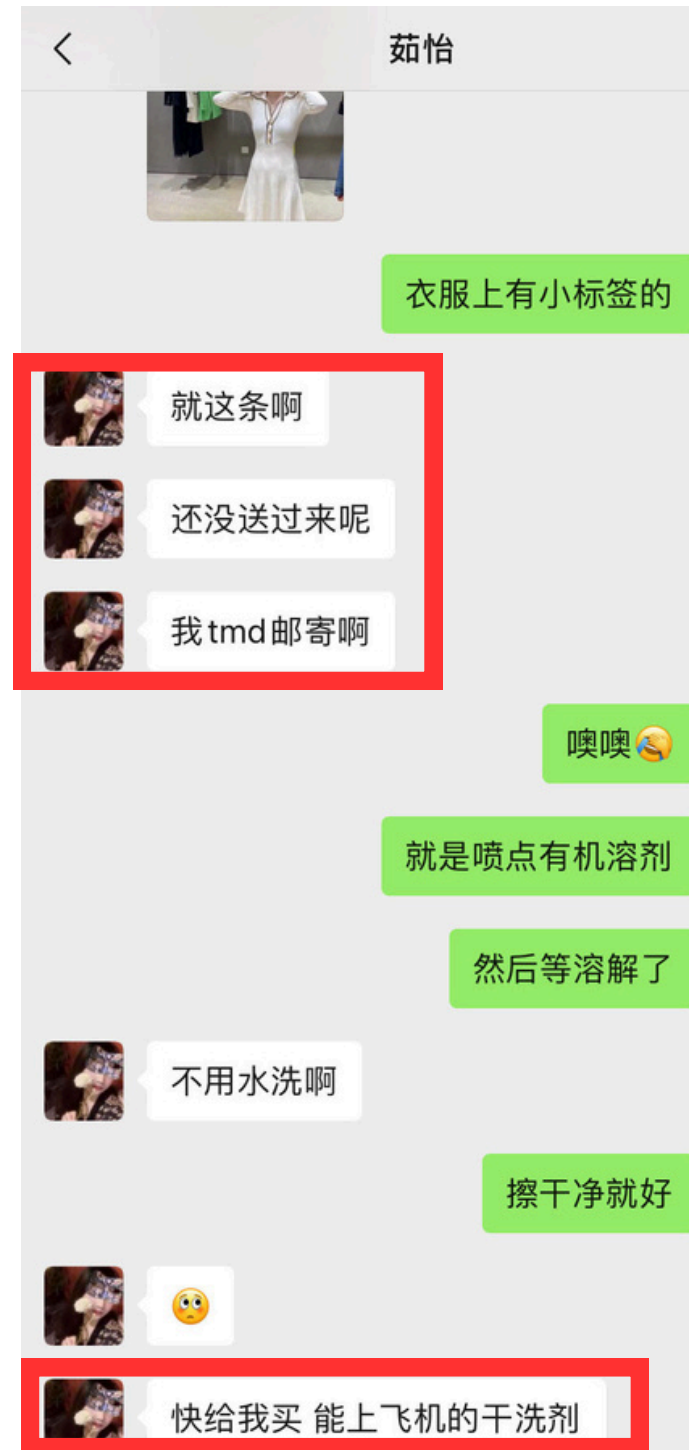 茹怡
衣服上有小标签的
就这条啊
还没送过来呢
我tmd邮寄啊
噢噢🤣
就是喷点有机溶剂
然后等溶解了
不用水洗啊
擦干净就好
🥺
快给我买 能上飞机的干洗剂